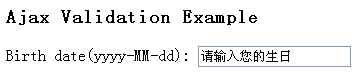 Ajax Validation Example
Birth date(yyyy-MM-dd): 请输入您的生日